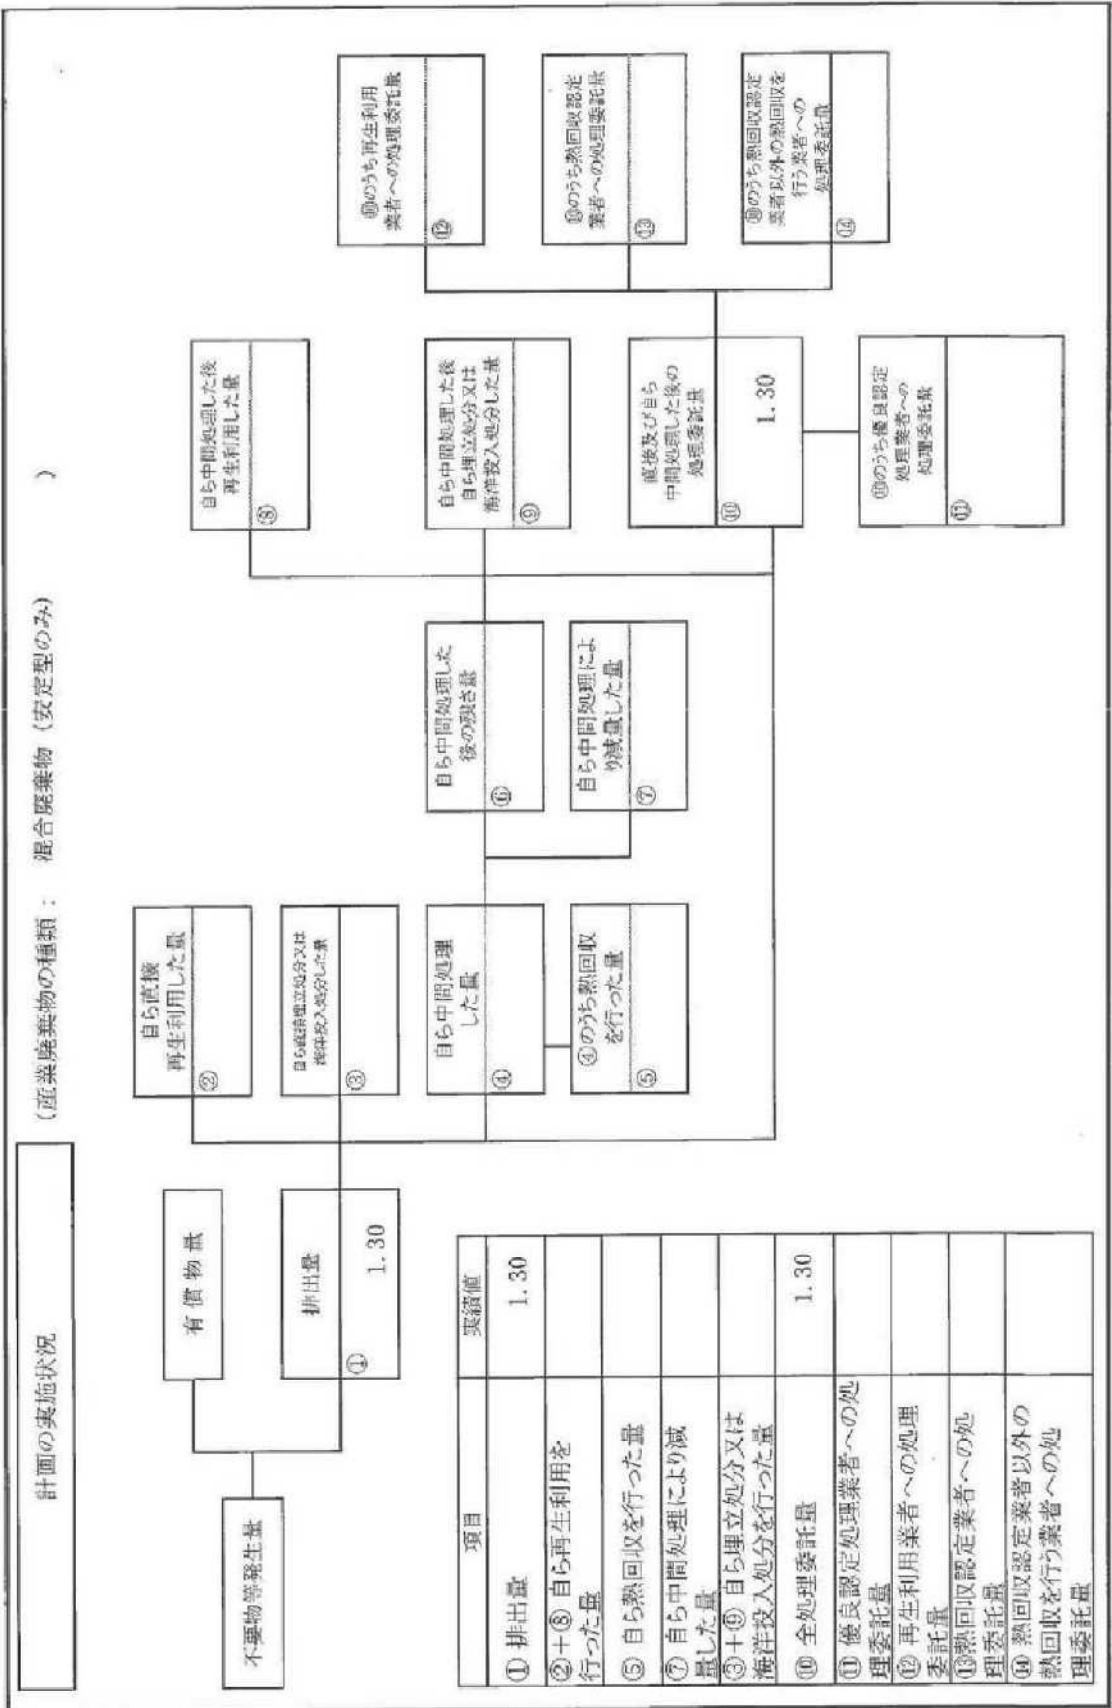 計画の実施状況
（産業廃棄物の種類： 混合廃棄物（安定型のみ） ）
不要物等発生量
有償物量
排出量
①
1.30
自ら直接
再生利用した量
②
自ら直接埋立処分又は
海洋投入処分した量
③
自ら中間処理
した量
④
④のうち熱回収
を行った量
⑤
自ら中間処理した
後の残さ量
⑥
自ら中間処理によ
り減量した量
⑦
自ら中間処理した後
再生利用した量
⑧
自ら中間処理した後
自ら埋立処分又は
海洋投入処分した量
⑨
直接及び自ら
中間処理した後の
処理委託量
⑩
1.30
⑩のうち優良認定
処理業者への
処理委託量
⑪
⑩のうち再生利用
業者への処理委託量
⑫
⑩のうち熱回収認定
業者への処理委託量
⑬
⑩のうち熱回収認定
業者以外の熱回収を
行う業者への
処理委託量
⑭
項目 実績値
① 排出量 1.30
②+⑧ 自ら再生利用を
行った量
⑤ 自ら熱回収を行った量
⑦ 自ら中間処理により減
量した量
③+⑨ 自ら埋立処分又は
海洋投入処分を行った量
⑩ 全処理委託量 1.30
⑪ 優良認定処理業者への処
理委託量
⑫ 再生利用業者への処理
委託量
⑬熱回収認定業者への処
理委託量
⑭ 熱回収認定業者以外の
熱回収を行う業者への処
理委託量